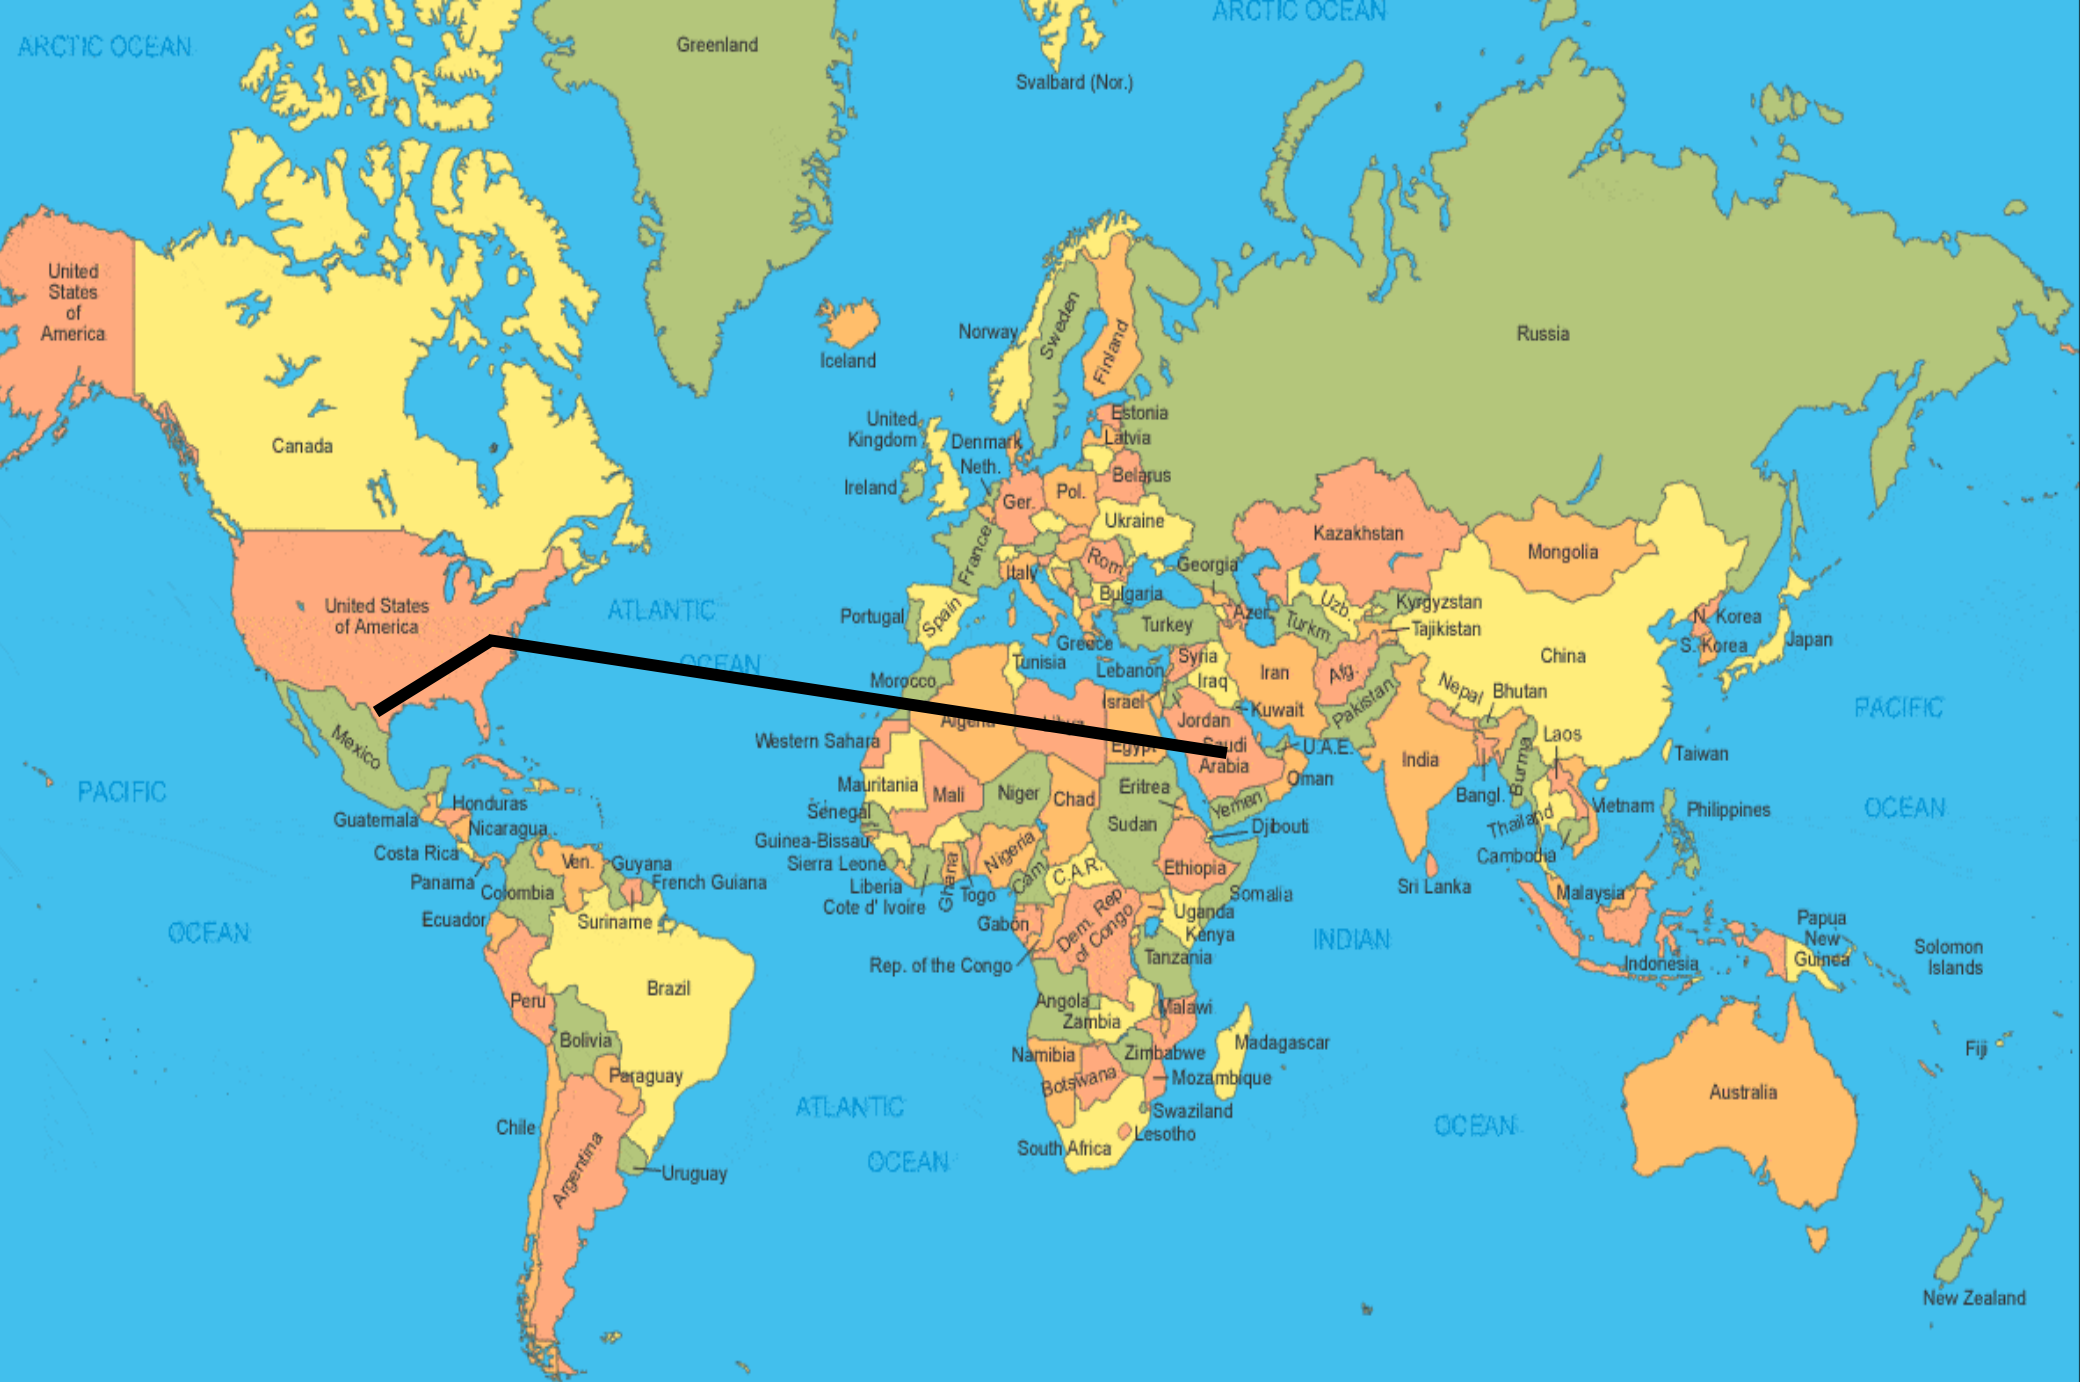 ARCTIC OCEAN
ARCTIC OCEAN
Greenland
Svalbard (Nor.)
United
States
of
America
Canada
Iceland
Norway
Sweden
Finland
Russia
Estonia
Latvia
United
Kingdom
Denmark
Neth.
Ireland
Belarus
Ger.
Pol.
Ukraine
France
Kazakhstan
Mongolia
Italy
Rom.
Georgia
Bulgaria
Portugal
Spain
Greece
Turkey
Azer.
Uzb.
Turkm.
Kyrgyzstan
Tajikistan
N. Korea
S. Korea
Japan
China
United States
of America
ATLANTIC
OCEAN
Morocco
Tunisia
Lebanon
Syria
Iraq
Iran
Afg.
Pakistan
Nepal
Bhutan
Israel
Jordan
Kuwait
Algeria
Libya
Egypt
Saudi
Arabia
U.A.E.
Oman
India
Bangl.
Burma
Laos
Taiwan
PACIFIC
OCEAN
Mexico
PACIFIC
OCEAN
Western Sahara
Mauritania
Mali
Niger
Chad
Eritrea
Yemen
Sudan
Djibouti
Senegal
Guinea-Bissau
Sierra Leone
Liberia
Cote d' Ivoire
Ghana
Togo
Nigeria
Cam.
C.A.R.
Ethiopia
Somalia
Sri Lanka
Thailand
Vietnam
Cambodia
Philippines
Malaysia
Guatemala
Honduras
Nicaragua
Costa Rica
Panama
Ven.
Guyana
French Guiana
Colombia
Suriname
Ecuador
Gabon
Rep. of the Congo
Dem. Rep.
of Congo
Uganda
Kenya
Tanzania
INDIAN
OCEAN
Indonesia
Papua
New
Guinea
Solomon
Islands
Peru
Brazil
Bolivia
Paraguay
Chile
Argentina
Uruguay
ATLANTIC
OCEAN
Angola
Zambia
Malawi
Namibia
Botswana
Zimbabwe
Mozambique
Madagascar
Swaziland
Lesotho
South Africa
Fiji
Australia
New Zealand